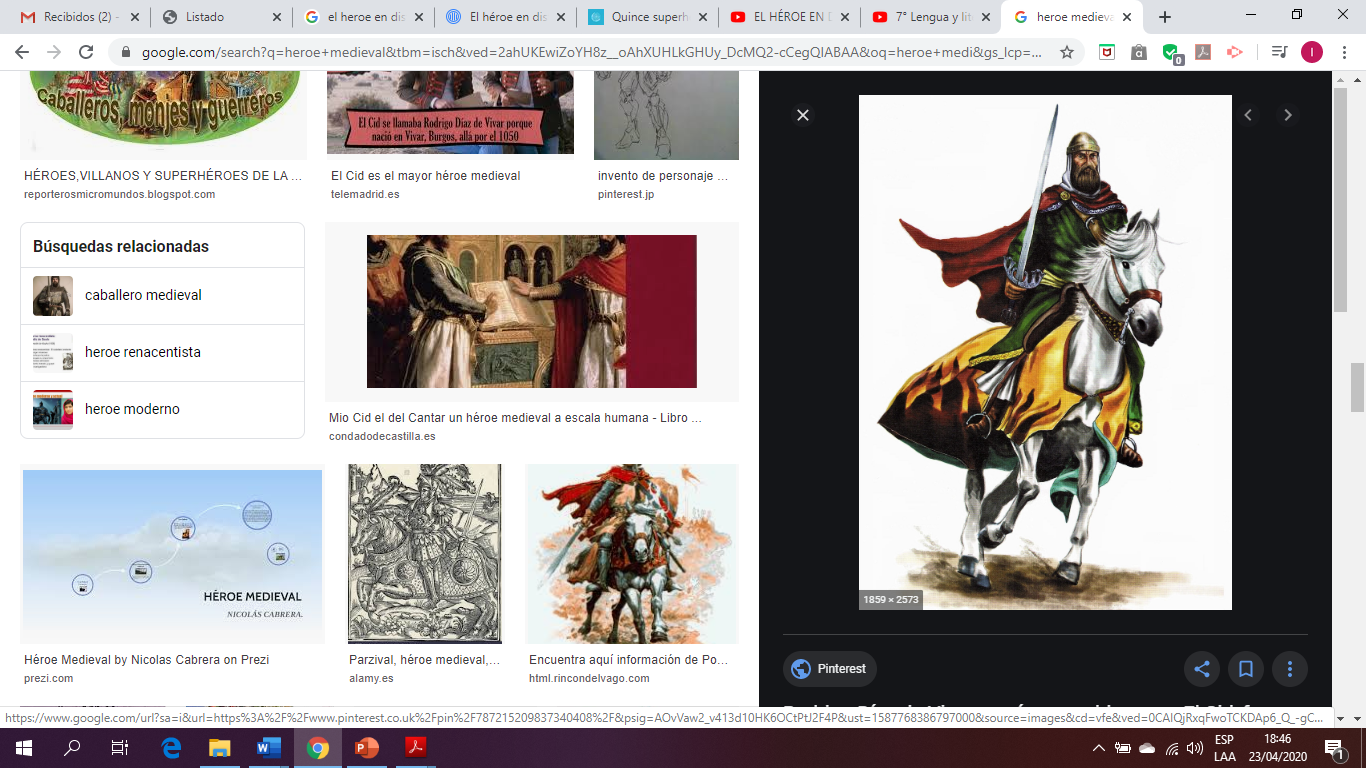 Recibidos (2) -
Listado
el heroe en dis
El héroe en dis
Quince superh
EL HÉROE EN D
7° Lengua y lit
heroe medieva
google.com/search?q=heroe+medieval&tbm=isch&ved=2ahUKEwiZoYH8z__oAhXUHLkGHUy_DcMQ2-cCegQIABAA&oq=heroe+medi&gs_lcp=...
0
I
Caballeros, monjes y guerreros
El Cid se llamaba Rodrigo Díaz de Vivar porque
nació en Vivar, Burgos, allá por el 1050
HÉROES,VILLANOS Y SUPERHÉROES DE LA ...
reporterosmicromundos.blogspot.com
El Cid es el mayor héroe medieval
telemadrid.es
invento de personaje ...
pinterest.jp
Búsquedas relacionadas
caballero medieval
heroe renacentista
heroe moderno
Mio Cid el del Cantar un héroe medieval a escala humana - Libro ...
condadodecastilla.es
HÉROE MEDIEVAL
NICOLÁS CABRERA.
Héroe Medieval by Nicolas Cabrera on Prezi
prezi.com
Parzival, héroe medieval,...
alamy.es
Encuentra aquí información de Po...
html.rincondelvago.com
1859 × 2573
Pinterest
https://www.google.com/url?sa=i&url=https%3A%2F%2Fwww.pinterest.co.uk%2Fpin%2F787215209837340408%2F&psig=AOvVaw2_v413d10HK6OCtPtJ2F4P&ust=1587768386797000&source=images&cd=vfe&ved=0CAIQjRxqFwoTCKDAp6_Q_-gC...
ESP
LAA
18:46
23/04/2020
1